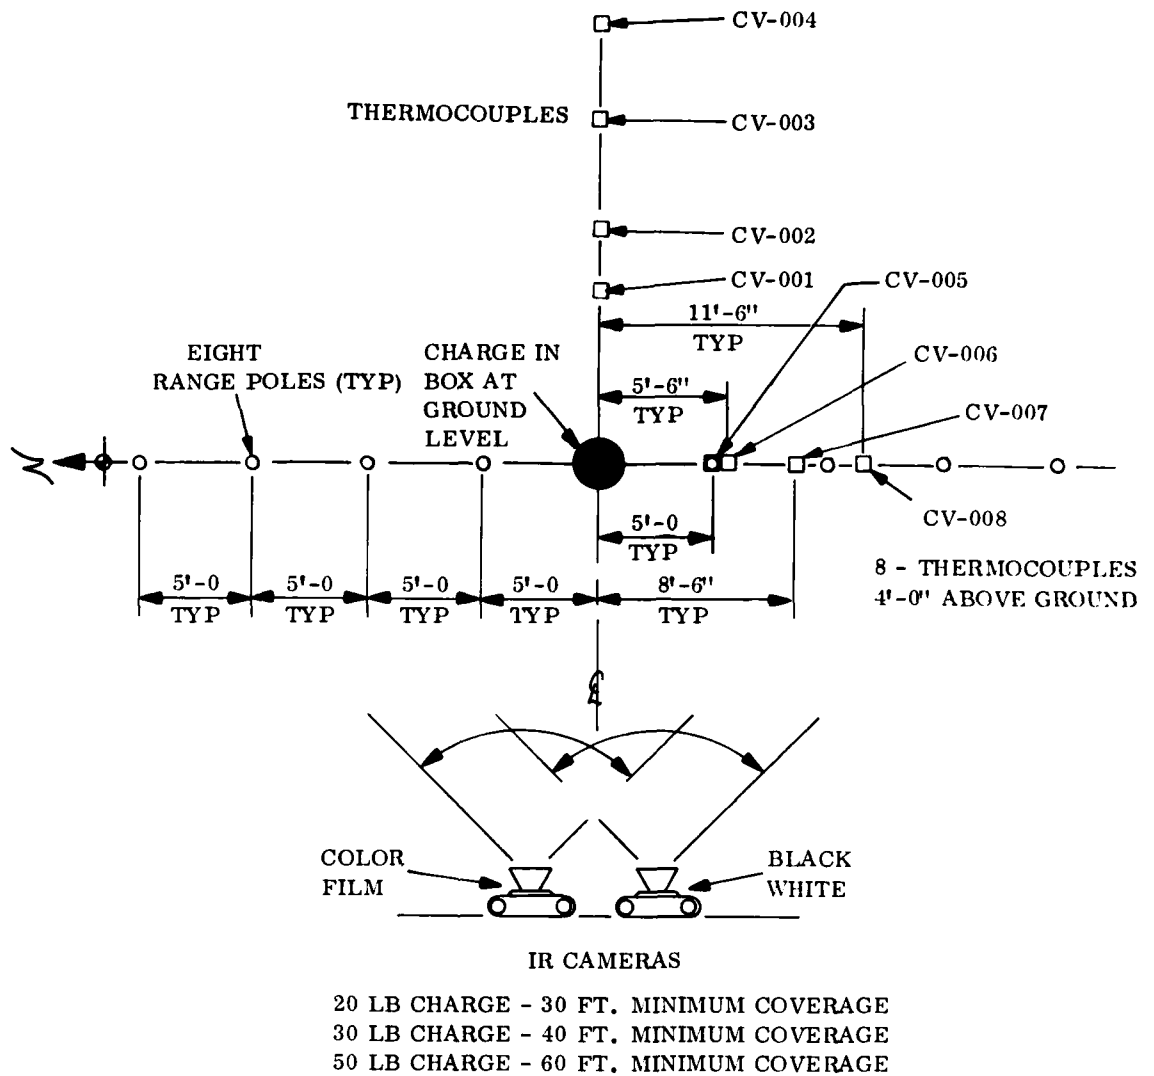 CV-004
THERMOCOUPLES
CV-003
CV-002
CV-001
CV-005
11'-6"
TYP
EIGHT
RANGE POLES (TYP)
CHARGE IN
BOX AT
GROUND
LEVEL
CV-006
5'-6"
TYP
CV-007
N
CV-008
5'-0
TYP
8 - THERMOCOUPLES
4'-0" ABOVE GROUND
5'-0
TYP
5'-0
TYP
5'-0
TYP
5'-0
TYP
8'-6"
TYP
℄
COLOR
FILM
BLACK
WHITE
IR CAMERAS
20 LB CHARGE - 30 FT. MINIMUM COVERAGE
30 LB CHARGE - 40 FT. MINIMUM COVERAGE
50 LB CHARGE - 60 FT. MINIMUM COVERAGE